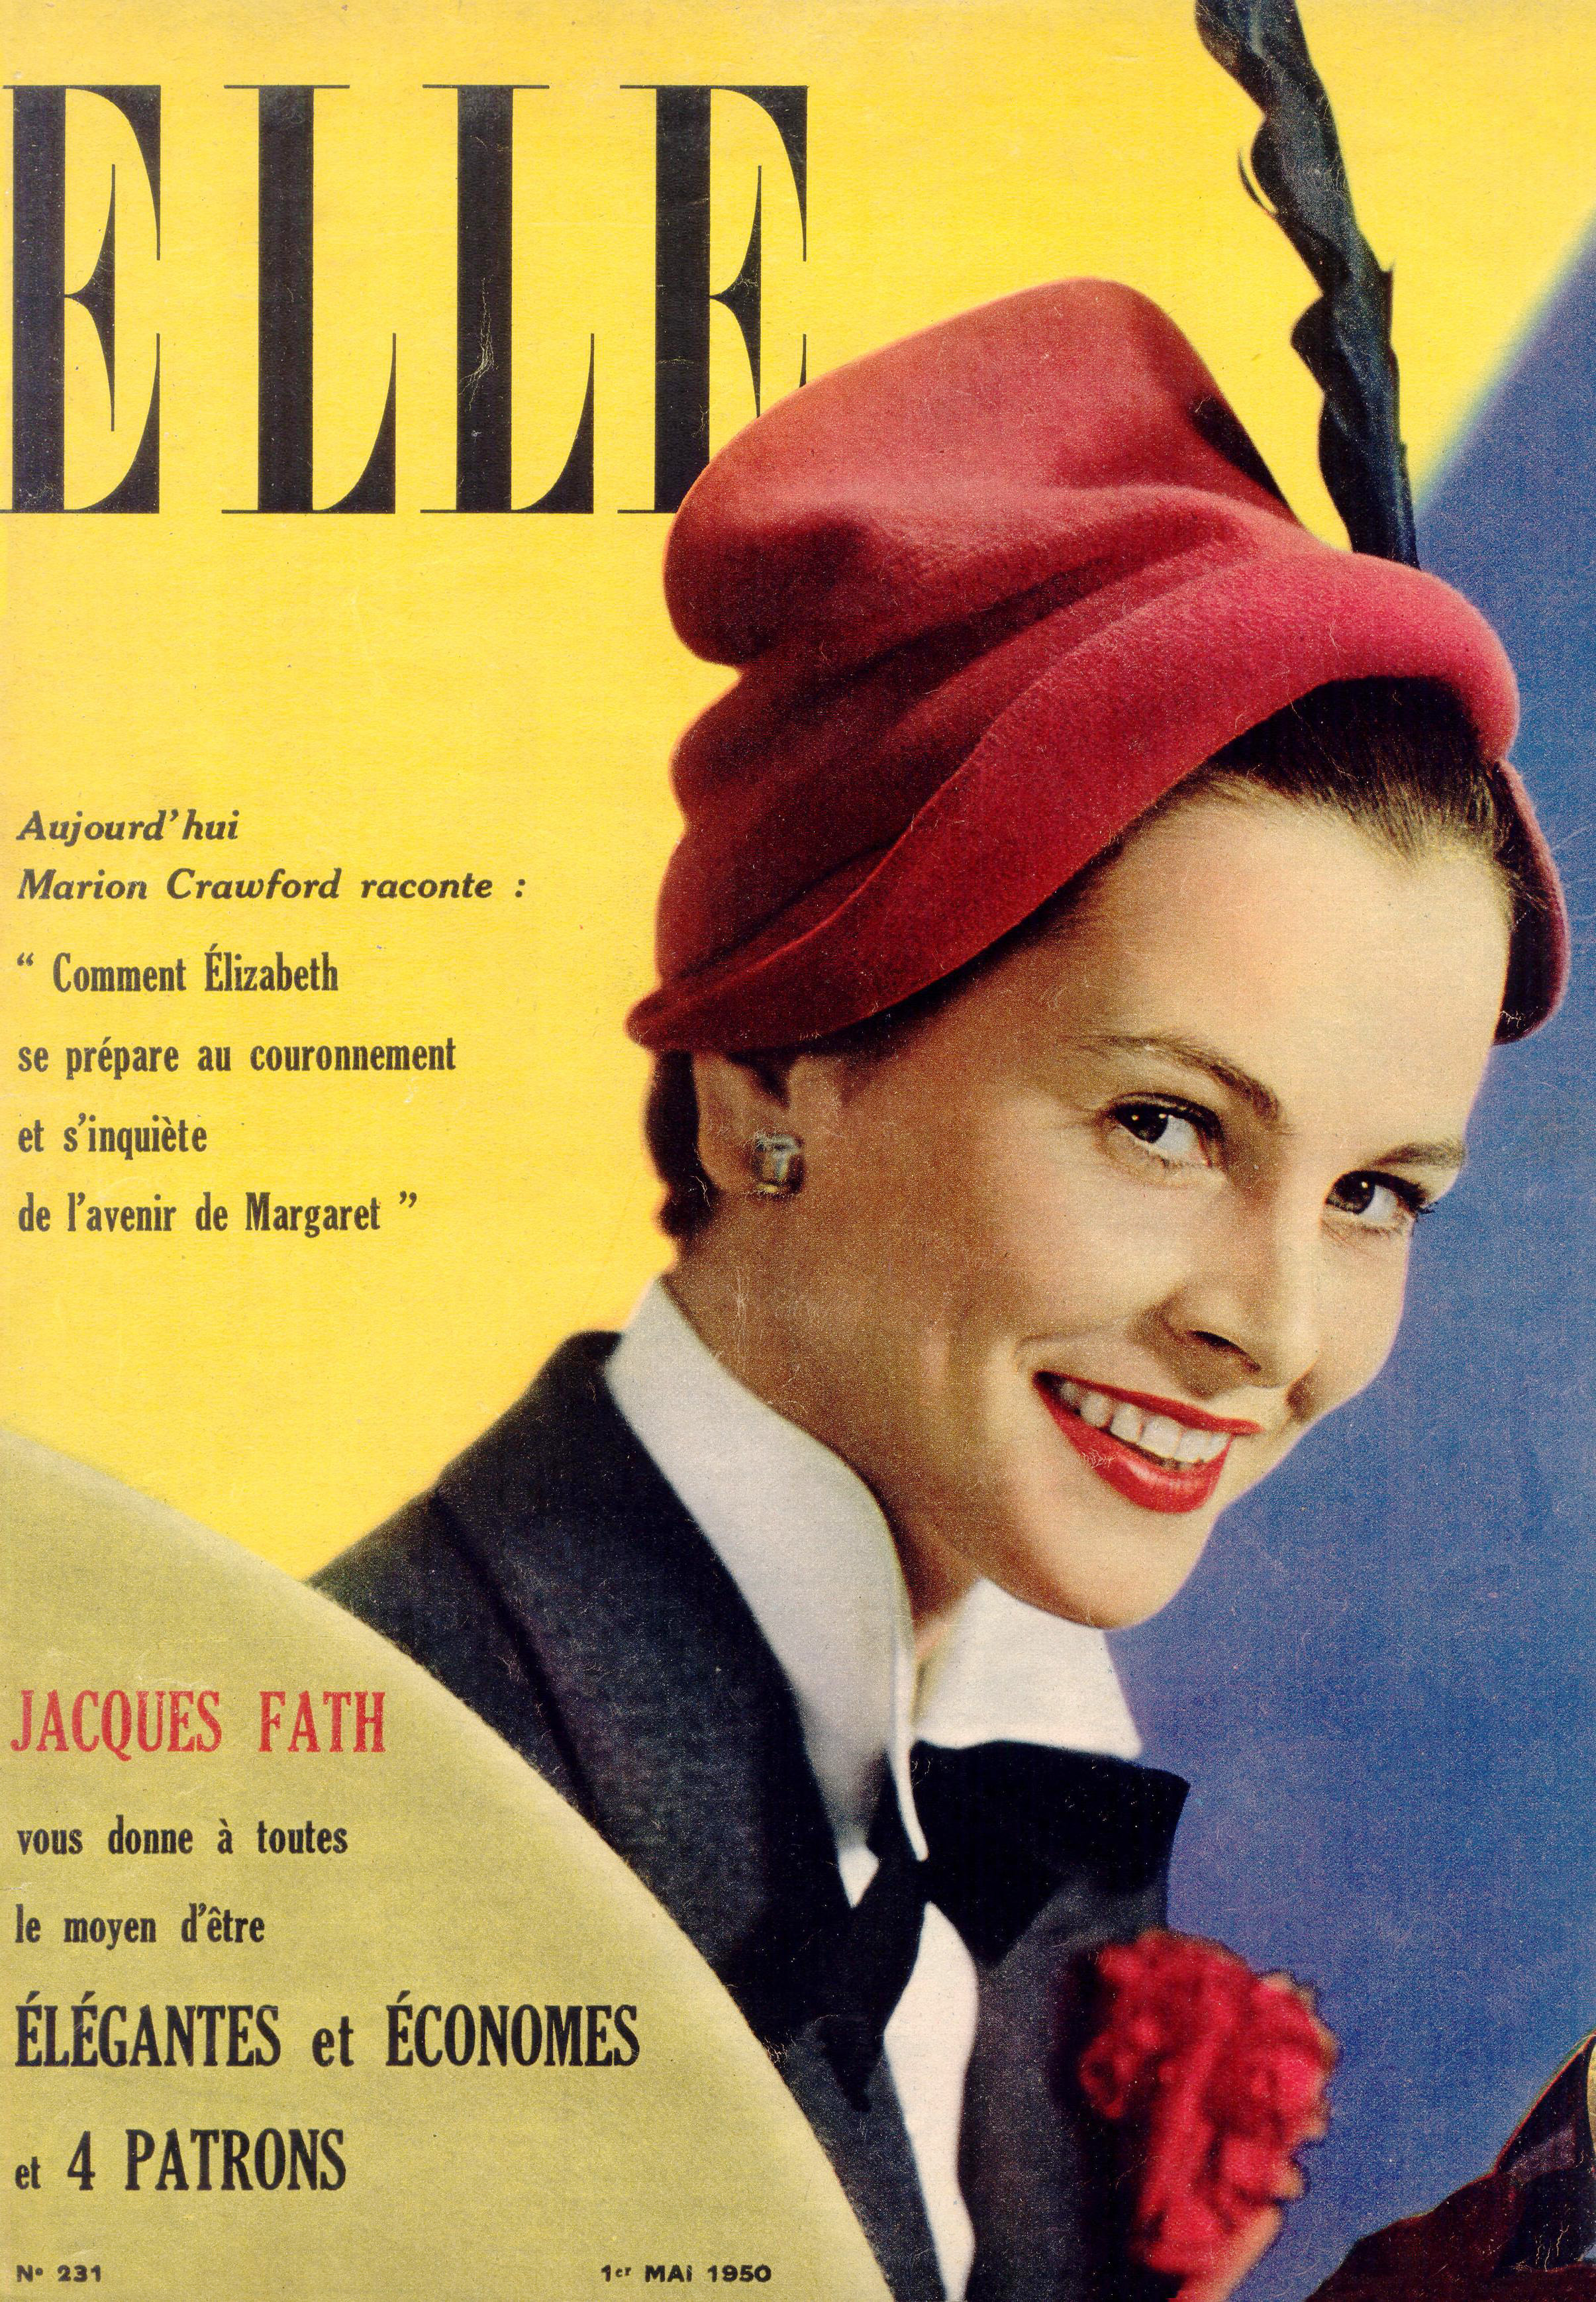 ELLE
Aujourd'hui
Marion Crawford raconte :
“ Comment Élizabeth
se prépare au couronnement
et s'inquiète
de l'avenir de Margaret ”
JACQUES FATH
vous donne à toutes
le moyen d'être
ÉLÉGANTES et ÉCONOMES
et 4 PATRONS
Nº 231 1er MAi 1950